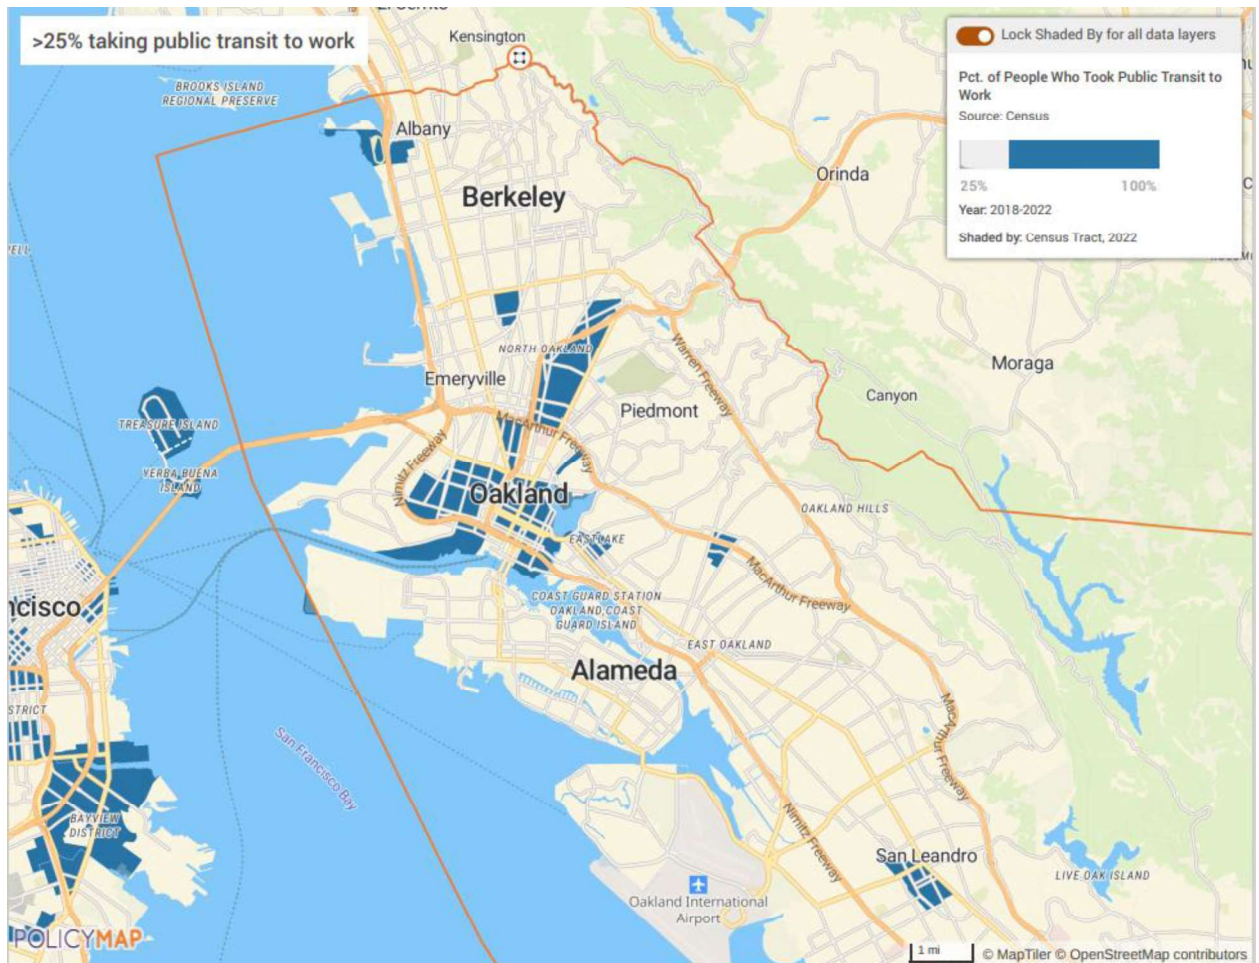 >25% taking public transit to work
Kensington
BROOKS ISLAND
REGIONAL PRESERVE
Albany
Berkeley
Orinda
Lock Shaded By for all data layers
Pct. of People Who Took Public Transit to
Work
Source: Census
25%
100%
Year: 2018-2022
Shaded by: Census Tract, 2022
NORTH OAKLAND
Emeryville
Warren Freeway
Moraga
Canyon
Piedmont
TREASURE ISLAND
MacArthur Freeway
Nimitz Freeway
YERBA BUENA
ISLAND
Oakland
OAKLAND HILLS
EASTLAKE
MacArthur Freeway
COAST GUARD STATION
OAKLAND,COAST
GUARD ISLAND
ncisco
EAST OAKLAND
Alameda
STRICT
MacArthur Freeway
San Francisco Bay
BAYVIEW
DISTRICT
Nimitz Freeway
San Leandro
LIVE OAK ISLAND
Oakland International
Airport
POLICYMAP
1 mi
© MapTiler © OpenStreetMap contributors